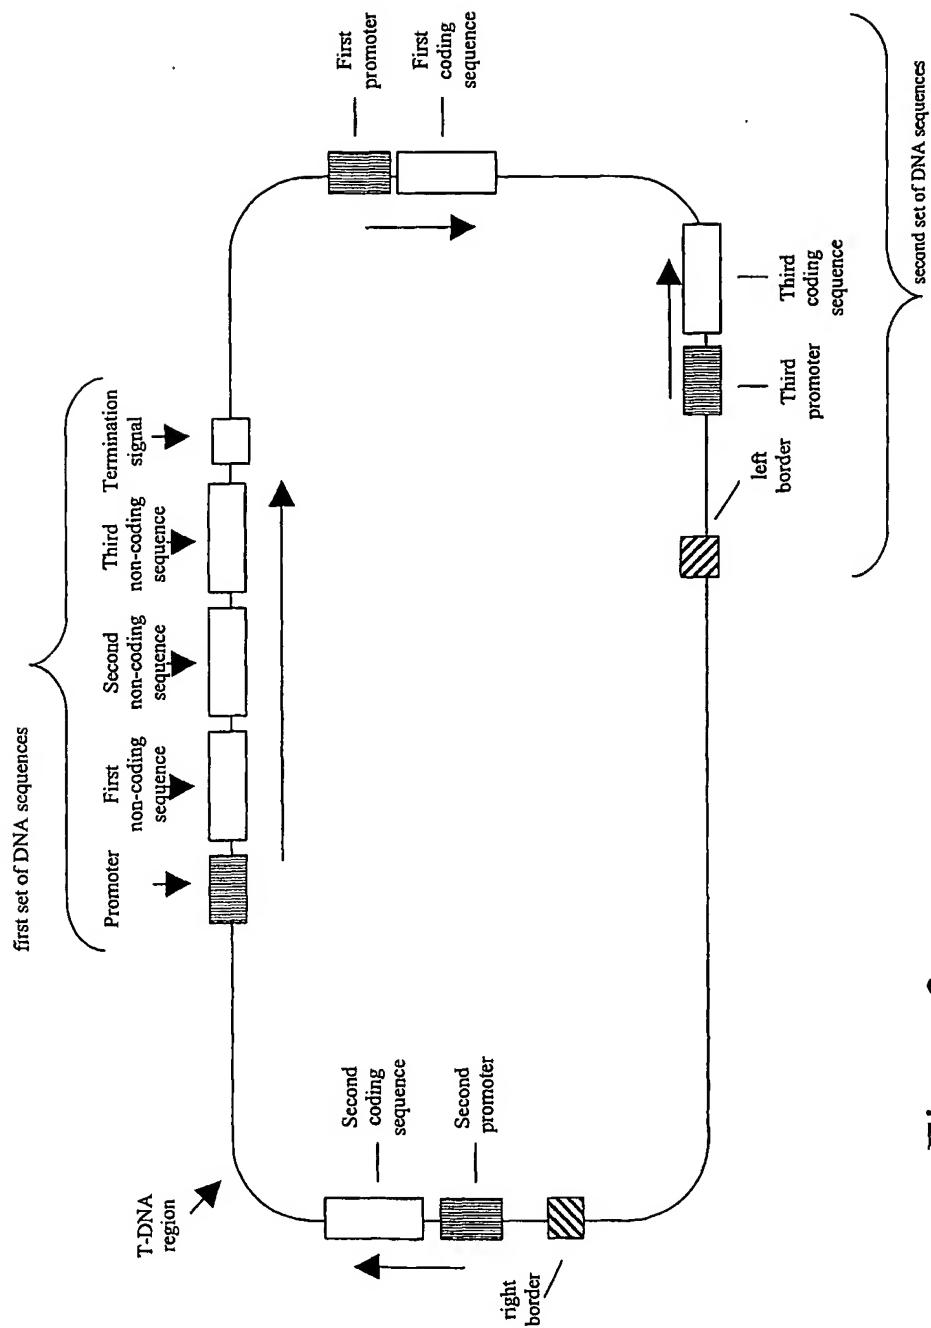 first set of DNA sequences
Promoter
First
non-coding
sequence
Second
non-coding
sequence
Third
non-coding
sequence
Termination
signal
T-DNA
region
First
promoter
First
coding
sequence
Second
coding
sequence
Second
promoter
right
border
left
border
Third
promoter
Third
coding
sequence
second set of DNA sequences